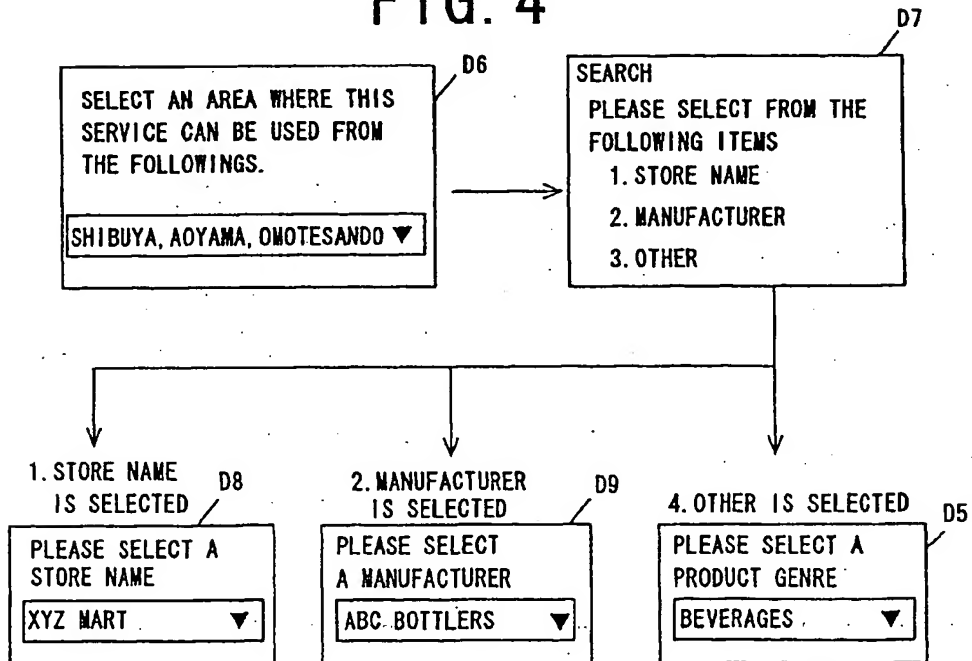 FIG. 4
D6
SELECT AN AREA WHERE THIS
SERVICE CAN BE USED FROM
THE FOLLOWINGS.
SHIBUYA, AOYAMA, OMOTESANDO ▼
D7
SEARCH
PLEASE SELECT FROM THE
FOLLOWING ITEMS
1. STORE NAME
2. MANUFACTURER
3. OTHER
1. STORE NAME
IS SELECTED
D8
PLEASE SELECT A
STORE NAME
XYZ MART ▼
2. MANUFACTURER
IS SELECTED
D9
PLEASE SELECT
A MANUFACTURER
ABC BOTTLERS ▼
4. OTHER IS SELECTED
D5
PLEASE SELECT A
PRODUCT GENRE
BEVERAGES ▼